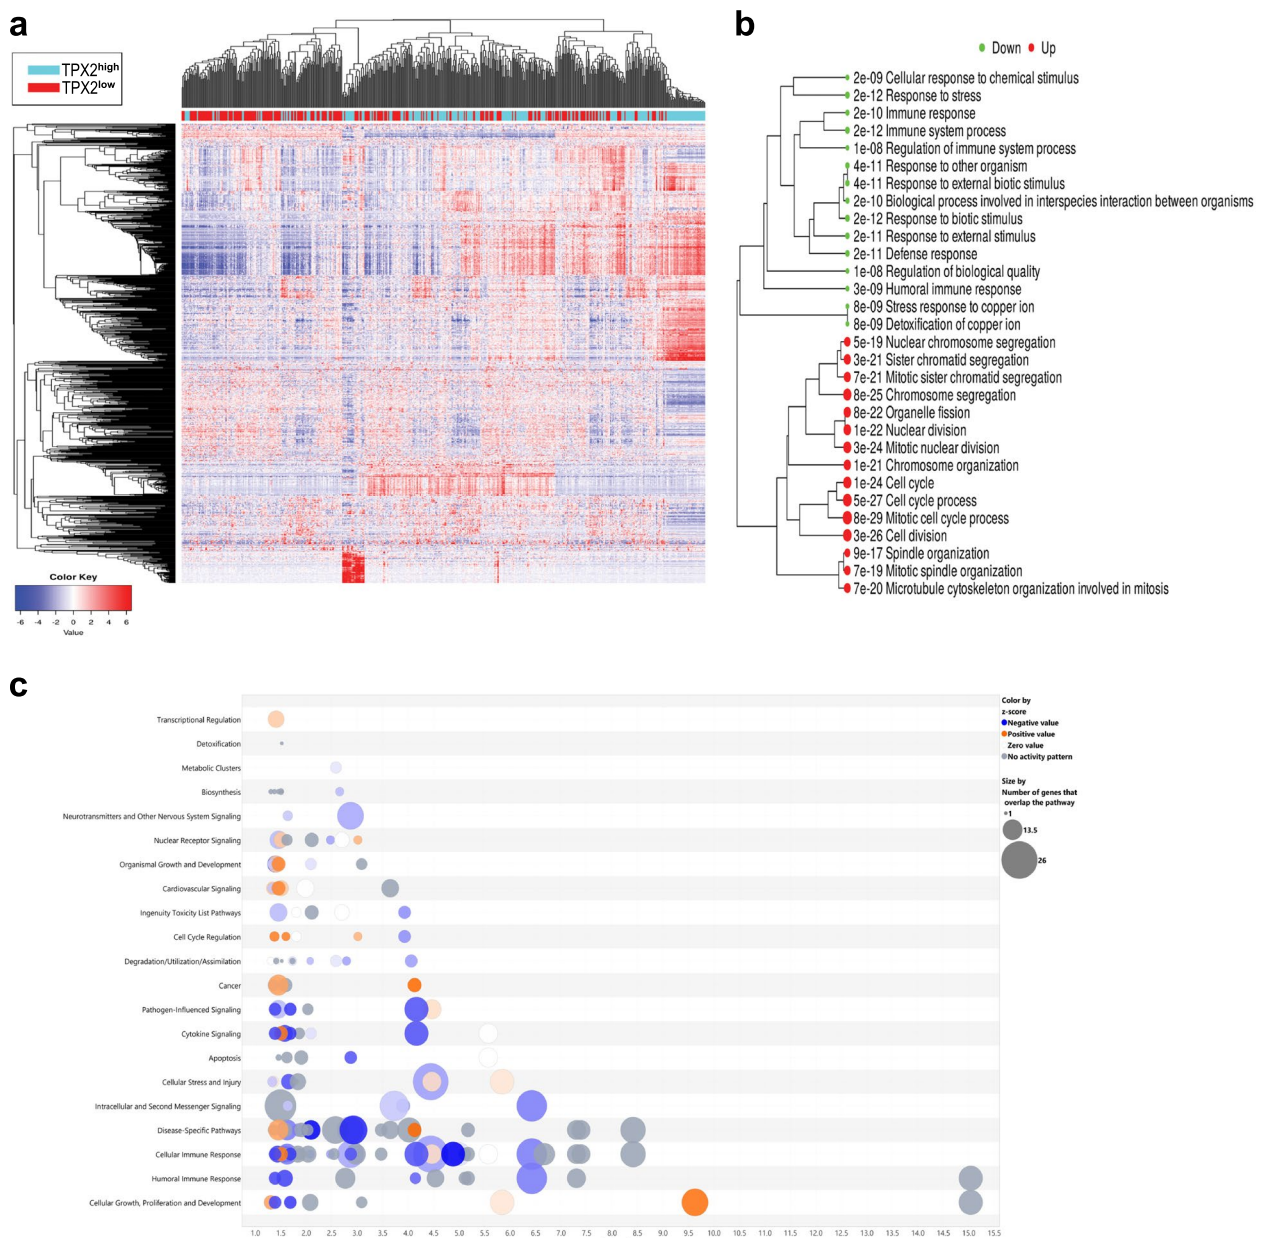 a
TPX2high
TPX2low
Color Key
-6 -4 -2 0 2 4 6
Value
b
Down Up
2e-09 Cellular response to chemical stimulus
2e-12 Response to stress
2e-10 Immune response
2e-12 Immune system process
1e-08 Regulation of immune system process
4e-11 Response to other organism
4e-11 Response to external biotic stimulus
2e-10 Biological process involved in interspecies interaction between organisms
2e-12 Response to biotic stimulus
2e-11 Response to external stimulus
2e-11 Defense response
1e-08 Regulation of biological quality
3e-09 Humoral immune response
8e-09 Stress response to copper ion
8e-09 Detoxification of copper ion
5e-19 Nuclear chromosome segregation
3e-21 Sister chromatid segregation
7e-21 Mitotic sister chromatid segregation
8e-25 Chromosome segregation
8e-22 Organelle fission
1e-22 Nuclear division
3e-24 Mitotic nuclear division
1e-21 Chromosome organization
1e-24 Cell cycle
5e-27 Cell cycle process
8e-29 Mitotic cell cycle process
3e-26 Cell division
9e-17 Spindle organization
7e-19 Mitotic spindle organization
7e-20 Microtubule cytoskeleton organization involved in mitosis
c
Transcriptional Regulation
Detoxification
Metabolic Clusters
Biosynthesis
Neurotransmitters and Other Nervous System Signaling
Nuclear Receptor Signaling
Organismal Growth and Development
Cardiovascular Signaling
Ingenuity Toxicity List Pathways
Cell Cycle Regulation
Degradation/Utilization/Assimilation
Cancer
Pathogen-Influenced Signaling
Cytokine Signaling
Apoptosis
Cellular Stress and Injury
Intracellular and Second Messenger Signaling
Disease-Specific Pathways
Cellular Immune Response
Humoral Immune Response
Cellular Growth, Proliferation and Development
1.0 1.5 2.0 2.5 3.0 3.5 4.0 4.5 5.0 5.5 6.0 6.5 7.0 7.5 8.0 8.5 9.0 9.5 10.0 10.5 11.0 11.5 12.0 12.5 13.0 13.5 14.0 14.5 15.0 15.5
Color by
z-score
Negative value
Positive value
Zero value
No activity pattern
Size by
Number of genes that
overlap the pathway
1
13.5
26